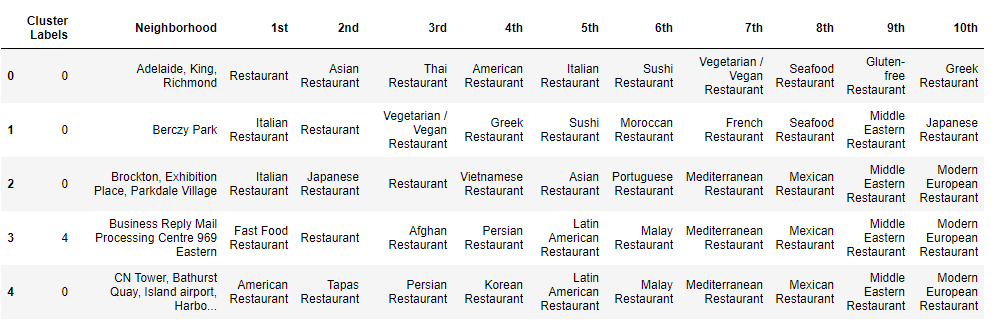 Cluster Labels Neighborhood 1st 2nd 3rd 4th 5th 6th 7th 8th 9th 10th
0 0 Adelaide, King, Richmond Restaurant Asian Restaurant Thai Restaurant American Restaurant Italian Restaurant Sushi Restaurant Vegetarian / Vegan Restaurant Seafood Restaurant Gluten-free Restaurant Greek Restaurant
1 0 Berczy Park Italian Restaurant Restaurant Vegetarian / Vegan Restaurant Greek Restaurant Sushi Restaurant Moroccan Restaurant French Restaurant Seafood Restaurant Middle Eastern Restaurant Japanese Restaurant
2 0 Brockton, Exhibition Place, Parkdale Village Italian Restaurant Japanese Restaurant Restaurant Vietnamese Restaurant Asian Restaurant Portuguese Restaurant Mediterranean Restaurant Mexican Restaurant Middle Eastern Restaurant Modern European Restaurant
3 4 Business Reply Mail Processing Centre 969 Eastern Fast Food Restaurant Restaurant Afghan Restaurant Persian Restaurant Latin American Restaurant Malay Restaurant Mediterranean Restaurant Mexican Restaurant Middle Eastern Restaurant Modern European Restaurant
4 0 CN Tower, Bathurst Quay, Island airport, Harbo... American Restaurant Tapas Restaurant Persian Restaurant Korean Restaurant Latin American Restaurant Malay Restaurant Mediterranean Restaurant Mexican Restaurant Middle Eastern Restaurant Modern European Restaurant